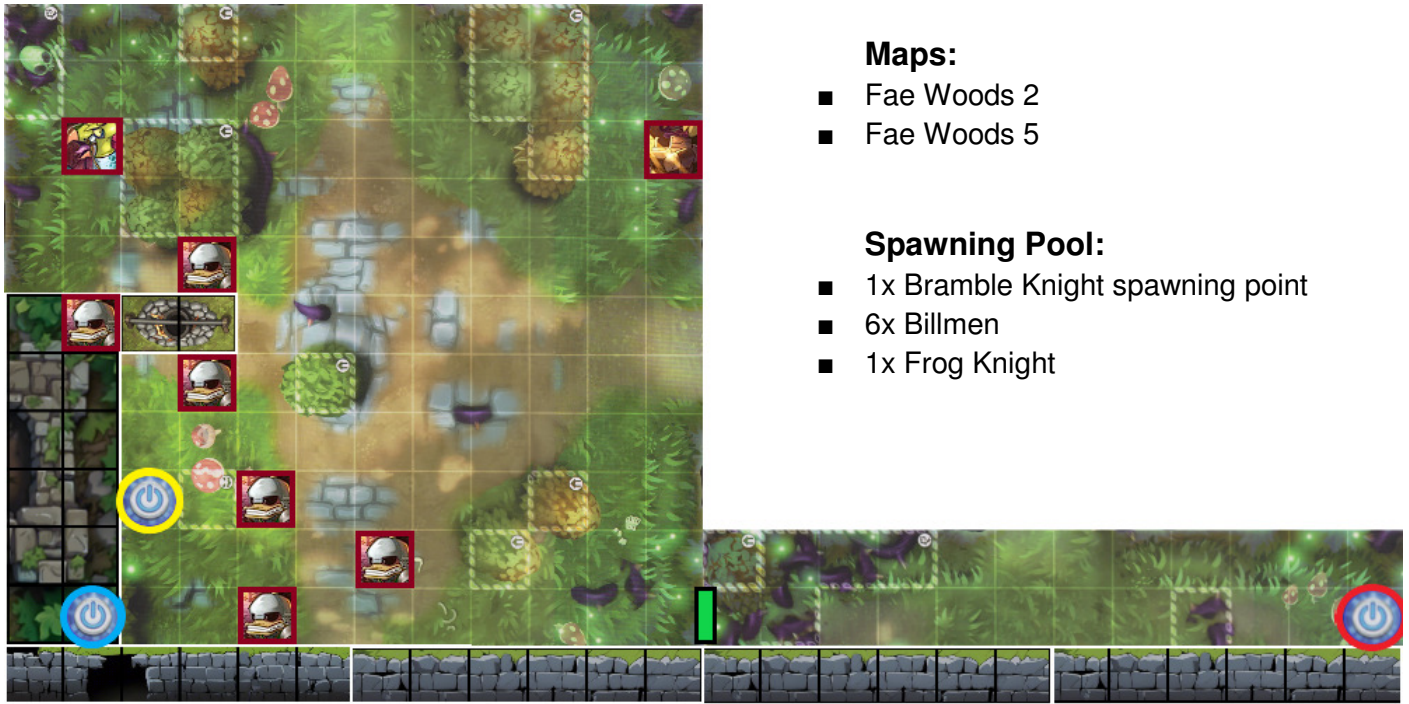 Maps:
■ Fae Woods 2
■ Fae Woods 5
Spawning Pool:
■ 1x Bramble Knight spawning point
■ 6x Billmen
■ 1x Frog Knight